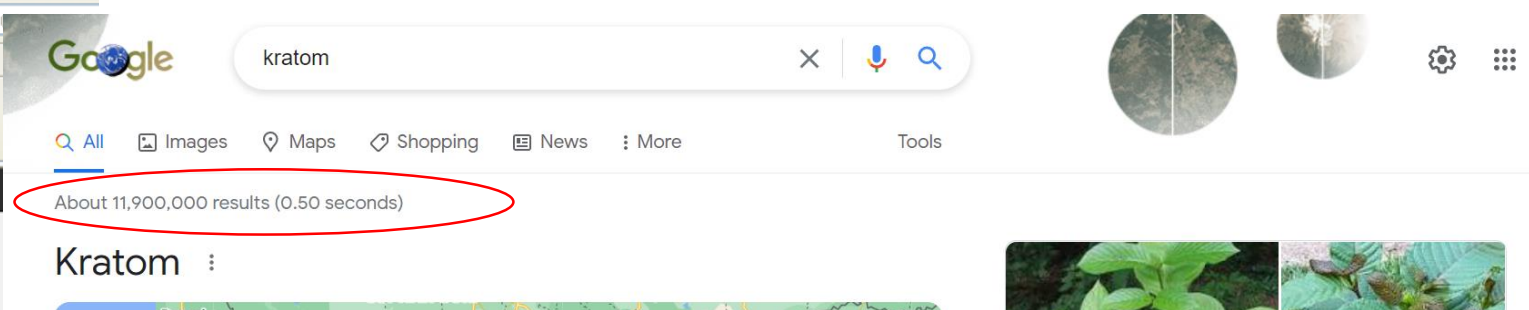 Google
kratom
All Images Maps Shopping News More Tools
About 11,900,000 results (0.50 seconds)
Kratom